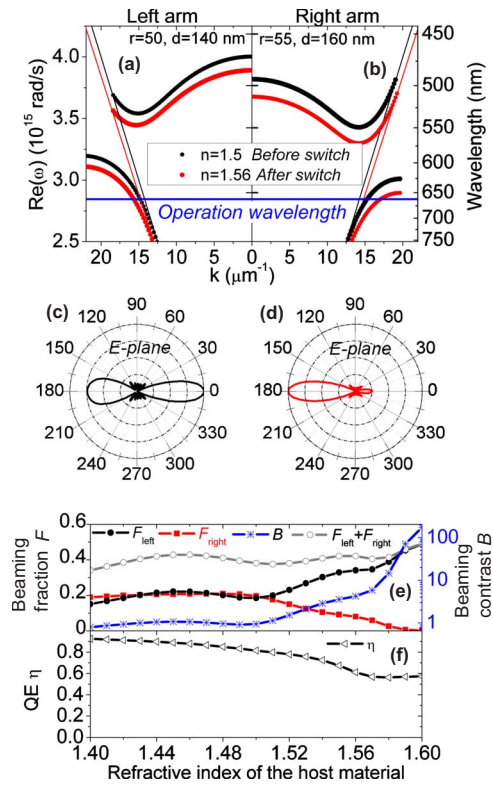 Left arm Right arm
r=50, d=140 nm r=55, d=160 nm
(a) (b)
Re(ω) (10¹⁵ rad/s)
4.0
3.5
3.0
2.5
Wavelength (nm)
450
500
550
600
650
700
750
n=1.5 Before switch
n=1.56 After switch
Operation wavelength
20 15 10 5 0 5 10 15 20
k (μm⁻¹)
(c) (d)
90
120 60
150 E-plane 30
180 0
210 330
240 300
270
90
120 60
150 E-plane 30
180 0
210 330
240 300
270
Beaming fraction F
0.6
0.4
0.2
0
F left F right B F left+F right
100
10
1
Beaming contrast B
(e)
QE η
0.8
0.6
0.4
0.2
0.0
η
(f)
1.40 1.44 1.48 1.52 1.56 1.60
Refractive index of the host material